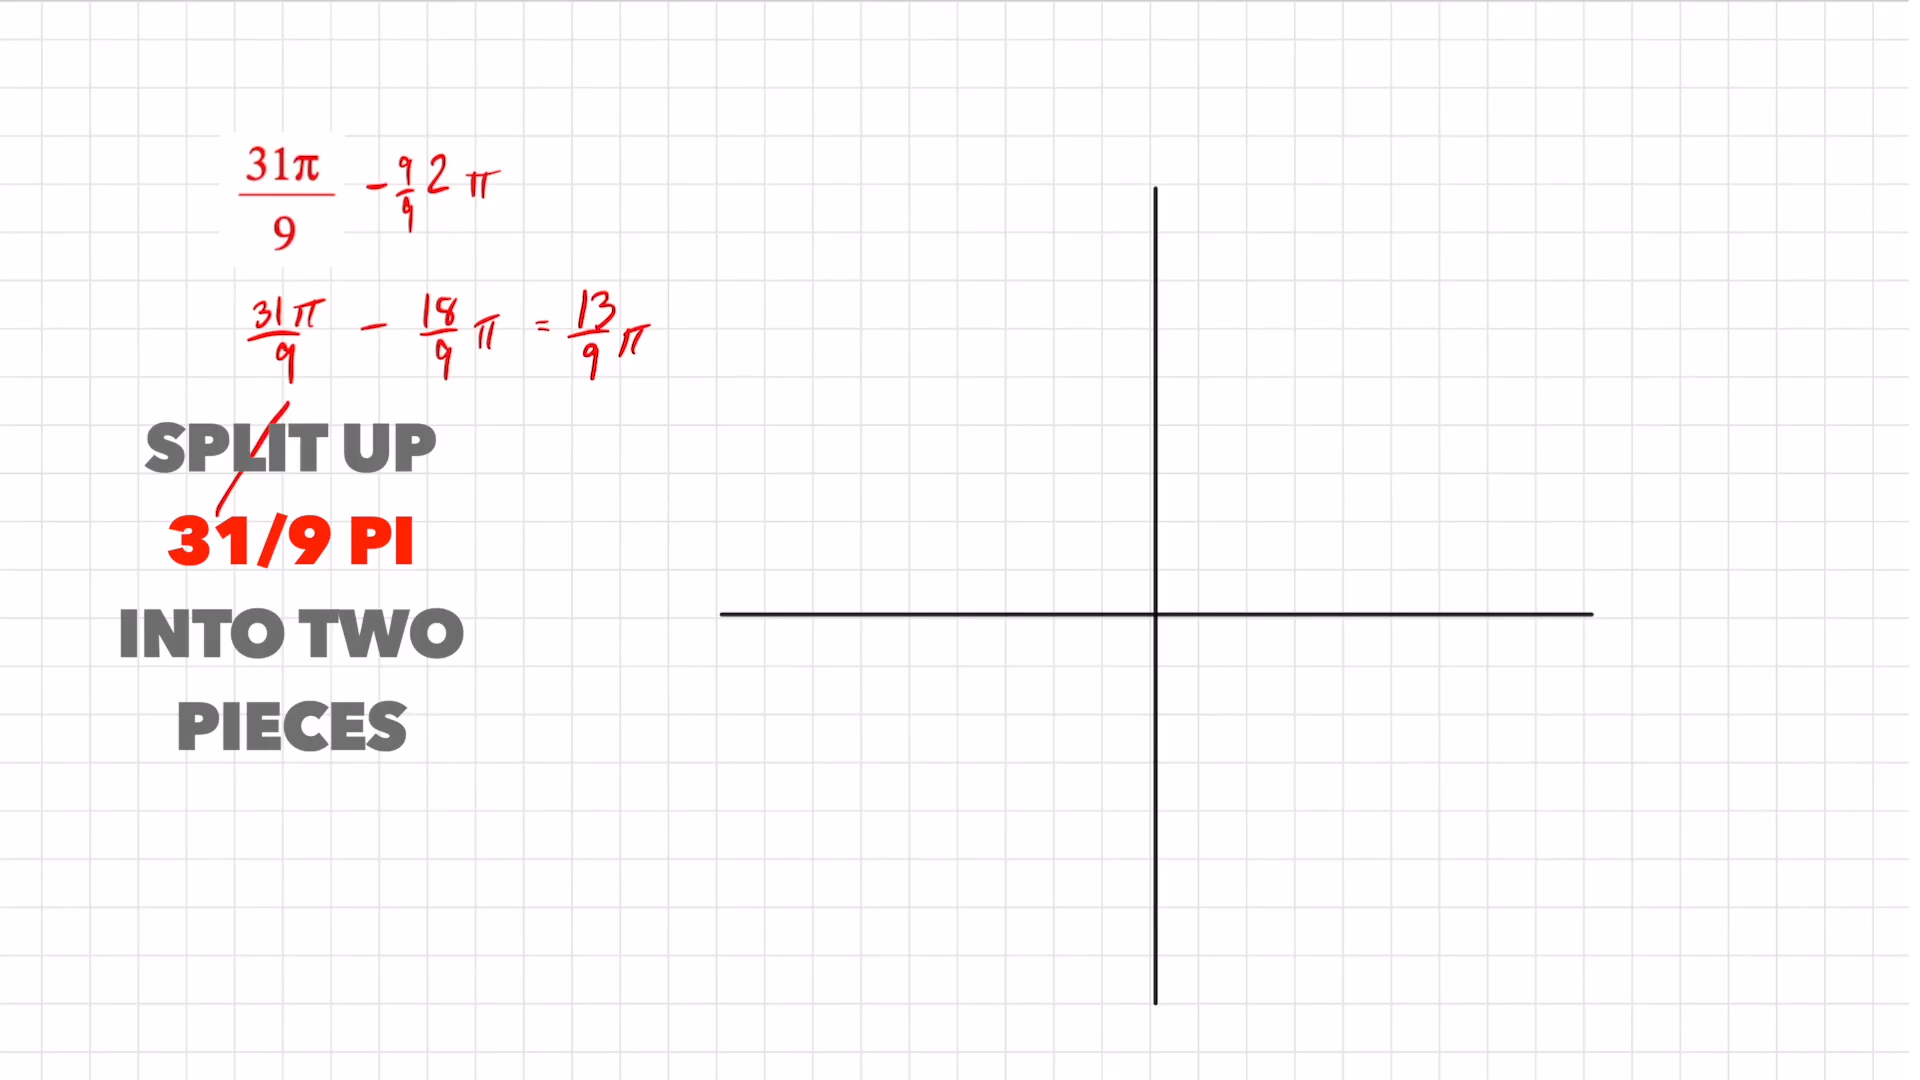 31π/9 - 9/9 2π
31π/9 - 18/9 π = 13/9 π
SPLIT UP
31/9 PI
INTO TWO
PIECES